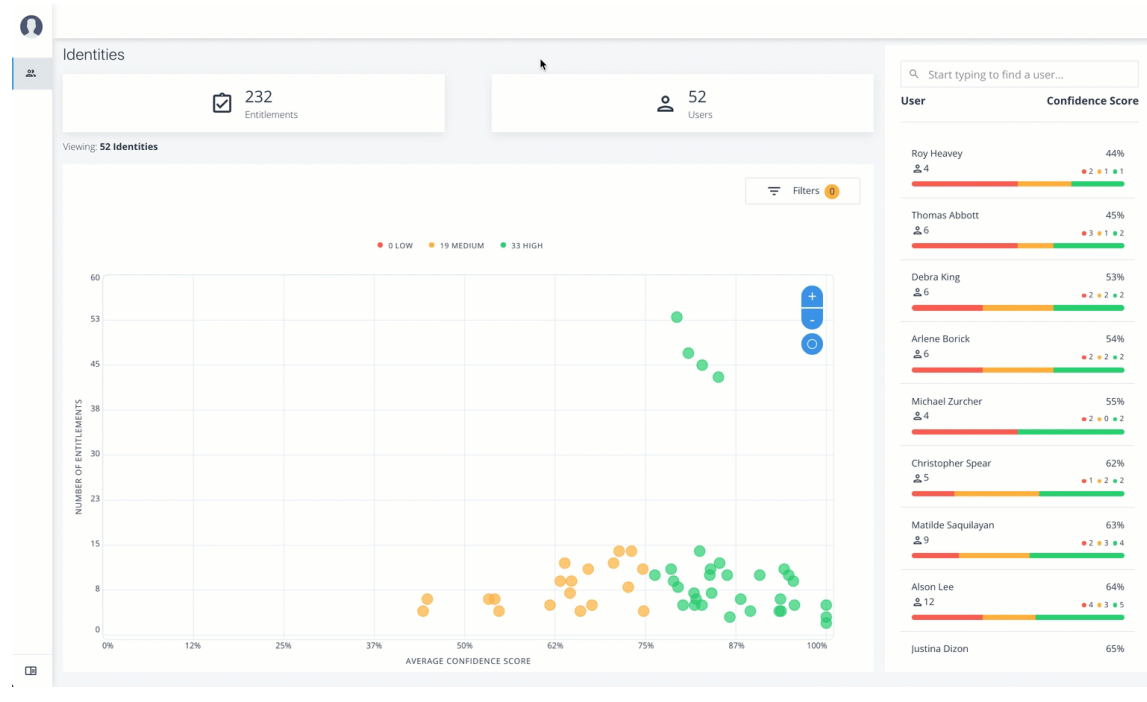 Identities
232
Entitlements
52
Users
Viewing: 52 Identities
Filters 0
0 LOW 19 MEDIUM 33 HIGH
60
53
45
38
30
23
15
8
0
NUMBER OF ENTITLEMENTS
+
-
0% 12% 25% 37% 50% 62% 75% 87% 100%
AVERAGE CONFIDENCE SCORE
Start typing to find a user...
User Confidence Score
Roy Heavey 44%
4 2 1 1
Thomas Abbott 45%
6 3 1 2
Debra King 53%
6 2 2 2
Arlene Borick 54%
6 2 2 2
Michael Zurcher 55%
4 2 0 2
Christopher Spear 62%
5 1 2 2
Matilde Saquilayan 63%
9 2 3 4
Alson Lee 64%
12 4 3 5
Justina Dizon 65%